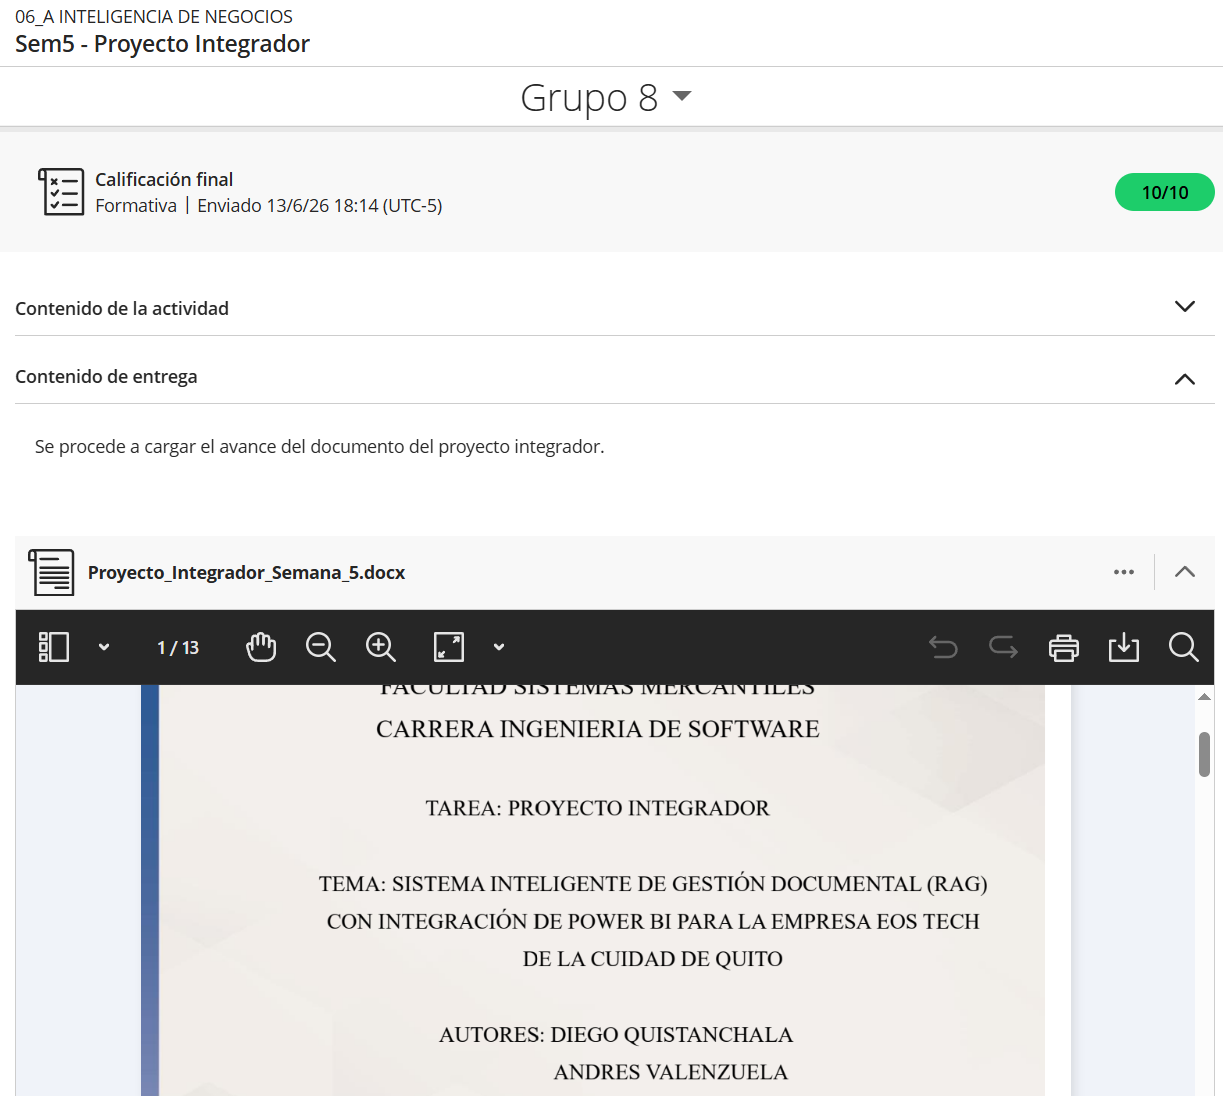 06_A INTELIGENCIA DE NEGOCIOS
Sem5 - Proyecto Integrador
Grupo 8
Calificación final
Formativa | Enviado 13/6/26 18:14 (UTC-5)
10/10
Contenido de la actividad
Contenido de entrega
Se procede a cargar el avance del documento del proyecto integrador.
Proyecto_Integrador_Semana_5.docx
1 / 13
FACULTAD SISTEMAS MERCANTILES
CARRERA INGENIERIA DE SOFTWARE
TAREA: PROYECTO INTEGRADOR
TEMA: SISTEMA INTELIGENTE DE GESTIÓN DOCUMENTAL (RAG)
CON INTEGRACIÓN DE POWER BI PARA LA EMPRESA EOS TECH
DE LA CUIDAD DE QUITO
AUTORES: DIEGO QUISTANCHALA
ANDRES VALENZUELA